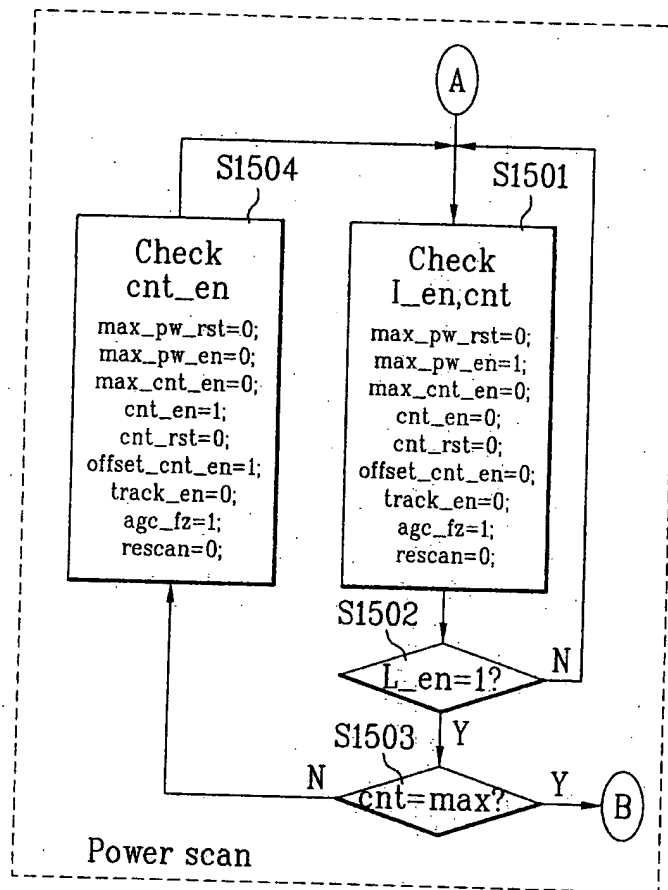 A
S1504
Check
cnt_en
max_pw_rst=0;
max_pw_en=0;
max_cnt_en=0;
cnt_en=1;
cnt_rst=0;
offset_cnt_en=1;
track_en=0;
agc_fz=1;
rescan=0;
S1501
Check
I_en,cnt
max_pw_rst=0;
max_pw_en=1;
max_cnt_en=0;
cnt_en=0;
cnt_rst=0;
offset_cnt_en=0;
track_en=0;
agc_fz=1;
rescan=0;
S1502
L_en=1?
N
Y
S1503
N
cnt=max?
Y
B
Power scan